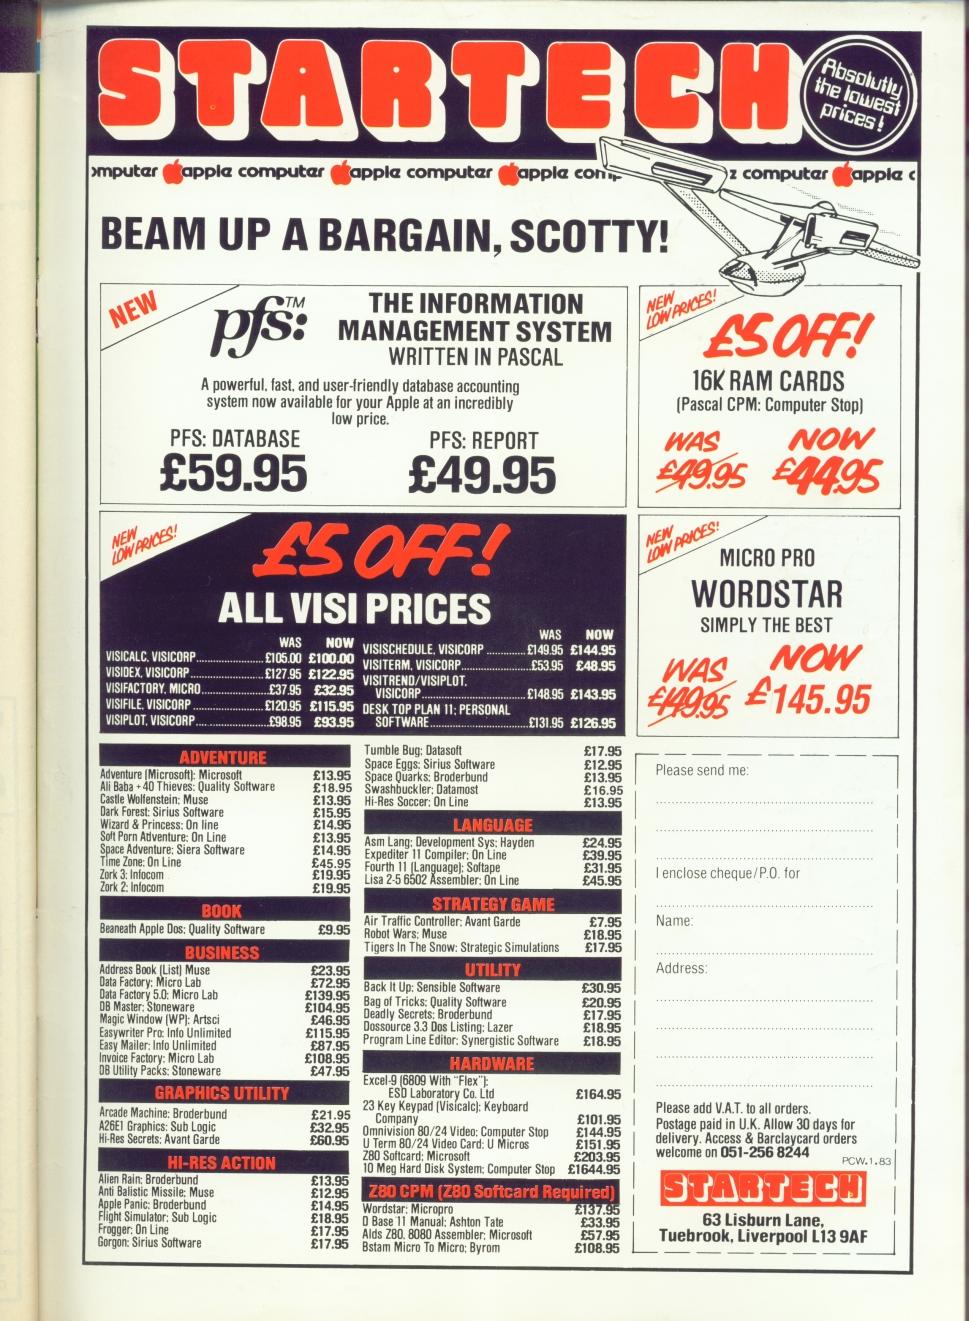 STARTECH
Absolutly
the lowest
prices!
omputer apple computer apple computer apple comp
z computer apple c
BEAM UP A BARGAIN, SCOTTY!
NEW
pfs:™
THE INFORMATION
MANAGEMENT SYSTEM
WRITTEN IN PASCAL
A powerful, fast, and user-friendly database accounting
system now available for your Apple at an incredibly
low price.
PFS: DATABASE
£59.95
PFS: REPORT
£49.95
NEW
LOW PRICES!
£5 OFF!
16K RAM CARDS
(Pascal CPM: Computer Stop)
WAS NOW
£49.95 £44.95
NEW
LOW PRICES!
£5 OFF!
ALL VISI PRICES
WAS NOW
VISICALC, VISICORP £105.00 £100.00
VISIDEX, VISICORP £127.95 £122.95
VISIFACTORY, MICRO £37.95 £32.95
VISIFILE, VISICORP £120.95 £115.95
VISIPLOT, VISICORP £98.95 £93.95
WAS NOW
VISISCHEDULE, VISICORP £149.95 £144.95
VISITERM, VISICORP £53.95 £48.95
VISITREND/VISIPLOT,
VISICORP £148.95 £143.95
DESK TOP PLAN 11; PERSONAL
SOFTWARE £131.95 £126.95
NEW
LOW PRICES!
MICRO PRO
WORDSTAR
SIMPLY THE BEST
WAS NOW
£149.95 £145.95
ADVENTURE
Adventure (Microsoft); Microsoft £13.95
Ali Baba + 40 Thieves; Quality Software £18.95
Castle Wolfenstein; Muse £13.95
Dark Forest; Sirius Software £15.95
Wizard & Princess; On line £14.95
Soft Porn Adventure; On Line £13.95
Space Adventure; Siera Software £14.95
Time Zone; On Line £45.95
Zork 3; Infocom £19.95
Zork 2; Infocom £19.95
BOOK
Beaneath Apple Dos; Quality Software £9.95
BUSINESS
Address Book (List) Muse £23.95
Data Factory; Micro Lab £72.95
Data Factory 5.0; Micro Lab £139.95
DB Master; Stoneware £104.95
Magic Window (WP); Artsci £46.95
Easywriter Pro; Info Unlimited £115.95
Easy Mailer; Info Unlimited £87.95
Invoice Factory; Micro Lab £108.95
DB Utility Packs; Stoneware £47.95
GRAPHICS UTILITY
Arcade Machine; Broderbund £21.95
A26E1 Graphics; Sub Logic £32.95
Hi-Res Secrets; Avant Garde £60.95
HI-RES ACTION
Alien Rain; Broderbund £13.95
Anti Balistic Missile; Muse £12.95
Apple Panic; Broderbund £14.95
Flight Simulator; Sub Logic £18.95
Frogger; On Line £17.95
Gorgon; Sirius Software £17.95
Tumble Bug; Datasoft £17.95
Space Eggs; Sirius Software £12.95
Space Quarks; Broderbund £13.95
Swashbuckler; Datamost £16.95
Hi-Res Soccer; On Line £13.95
LANGUAGE
Asm Lang; Development Sys; Hayden £24.95
Expediter 11 Compiler; On Line £39.95
Fourth 11 (Language); Softape £31.95
Lisa 2-5 6502 Assembler; On Line £45.95
STRATEGY GAME
Air Traffic Controller; Avant Garde £7.95
Robot Wars; Muse £18.95
Tigers In The Snow; Strategic Simulations £17.95
UTILITY
Back It Up; Sensible Software £30.95
Bag of Tricks; Quality Software £20.95
Deadly Secrets; Broderbund £17.95
Dossource 3.3 Dos Listing; Lazer £18.95
Program Line Editor; Synergistic Software £18.95
HARDWARE
Excel-9 (6809 With "Flex");
ESD Laboratory Co. Ltd £164.95
23 Key Keypad (Visicalc); Keyboard
Company £101.95
Omnivision 80/24 Video; Computer Stop £144.95
U Term 80/24 Video Card; U Micros £151.95
Z80 Softcard; Microsoft £203.95
10 Meg Hard Disk System; Computer Stop £1644.95
Z80 CPM (Z80 Softcard Required)
Wordstar; Micropro £137.95
D Base 11 Manual; Ashton Tate £33.95
Alds Z80, 8080 Assembler; Microsoft £57.95
Bstam Micro To Micro; Byrom £108.95
Please send me:
I enclose cheque/P.O. for
Name:
Address:
Please add V.A.T. to all orders.
Postage paid in U.K. Allow 30 days for
delivery. Access & Barclaycard orders
welcome on 051-256 8244
PCW.1.83
STARTECH
63 Lisburn Lane,
Tuebrook, Liverpool L13 9AF